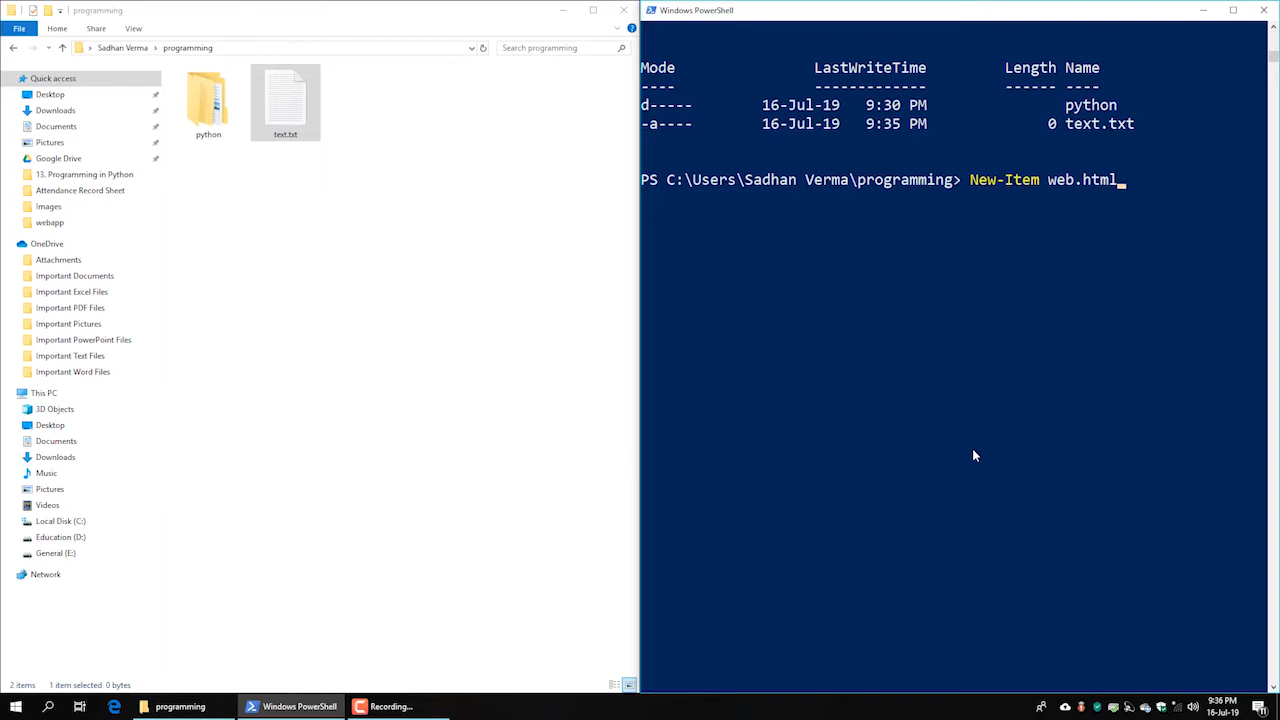 programming
File Home Share View
Sadhan Verma programming
Search programming
Quick access
Desktop
Downloads
Documents
Pictures
Google Drive
13. Programming in Python
Attendance Record Sheet
Images
webapp
OneDrive
Attachments
Important Documents
Important Excel Files
Important PDF Files
Important Pictures
Important PowerPoint Files
Important Text Files
Important Word Files
This PC
3D Objects
Desktop
Documents
Downloads
Music
Pictures
Videos
Local Disk (C:)
Education (D:)
General (E:)
Network
python text.txt
2 items 1 item selected 0 bytes
Windows PowerShell
Mode LastWriteTime Length Name
---- ------------- ------ ----
d----- 16-Jul-19 9:30 PM python
-a---- 16-Jul-19 9:35 PM 0 text.txt
PS C:\Users\Sadhan Verma\programming> New-Item web.html_
programming Windows PowerShell Recording...
9:36 PM
16-Jul-19